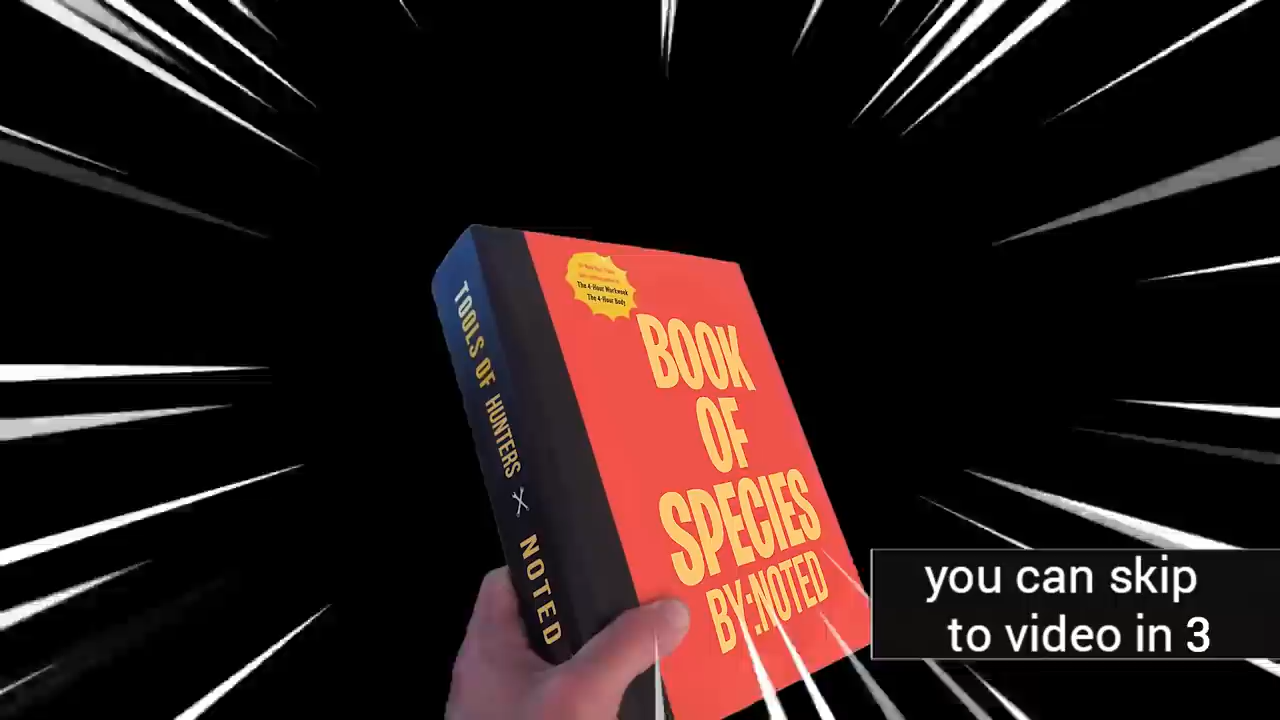 The 4-Hour Workweek
The 4-Hour Body
BOOK
OF
SPECIES
BY:NOTED
TOOLS OF HUNTERS X NOTED
you can skip
to video in 3